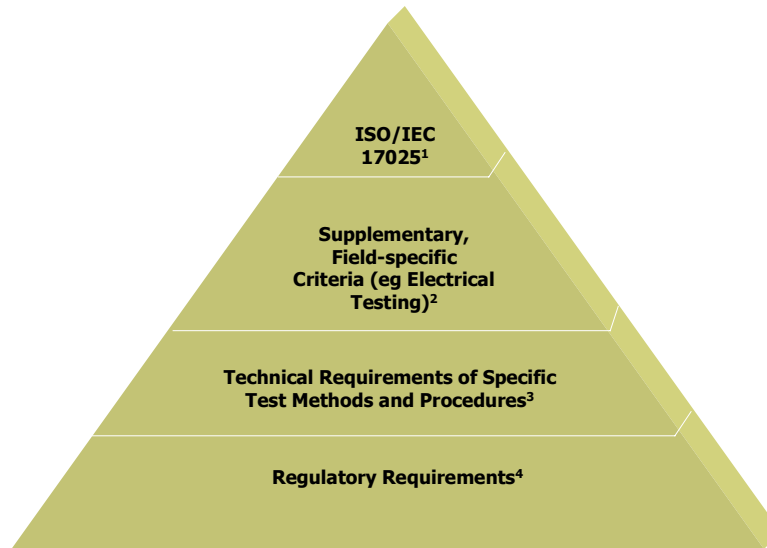 ISO/IEC
17025¹
Supplementary,
Field-specific
Criteria (eg Electrical
Testing)²
Technical Requirements of Specific
Test Methods and Procedures³
Regulatory Requirements⁴